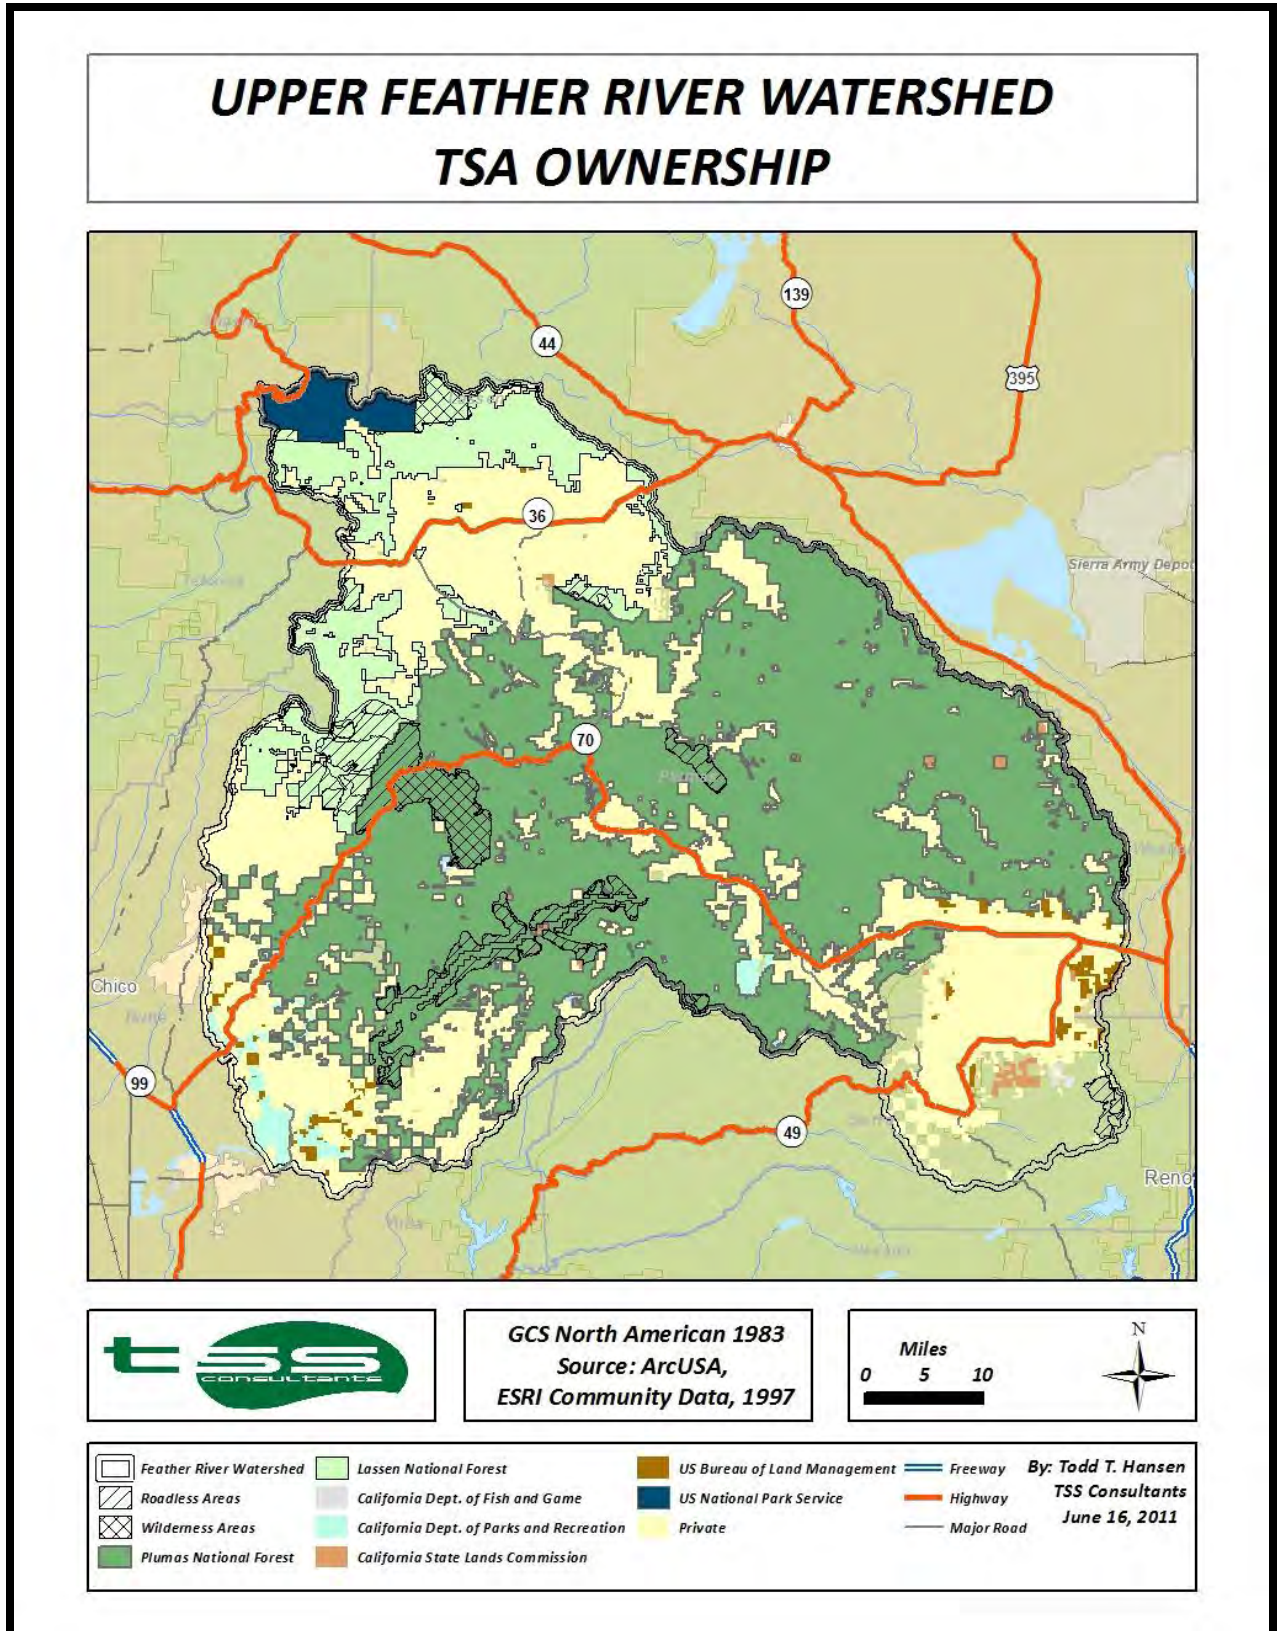 UPPER FEATHER RIVER WATERSHED
TSA OWNERSHIP
139
44
395
36
Sierra Army Depot
70
Plumas
Chico
99
49
Reno
tss
consultants
GCS North American 1983
Source: ArcUSA,
ESRI Community Data, 1997
Miles
0 5 10
N
Feather River Watershed
Roadless Areas
Wilderness Areas
Plumas National Forest
Lassen National Forest
California Dept. of Fish and Game
California Dept. of Parks and Recreation
California State Lands Commission
US Bureau of Land Management
US National Park Service
Private
Freeway
Highway
Major Road
By: Todd T. Hansen
TSS Consultants
June 16, 2011